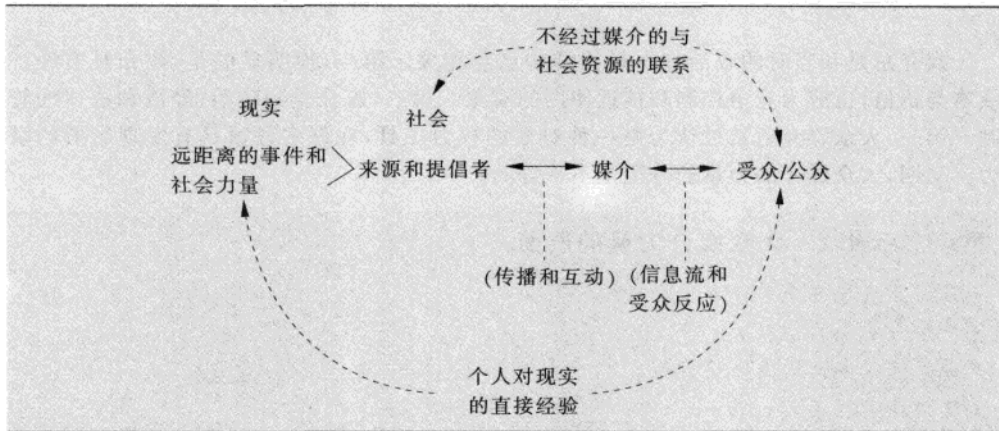 不经过媒介的与
社会资源的联系
现实
社会
远距离的事件和
社会力量
来源和提倡者
媒介
受众/公众
(传播和互动)
(信息流和
受众反应)
个人对现实
的直接经验